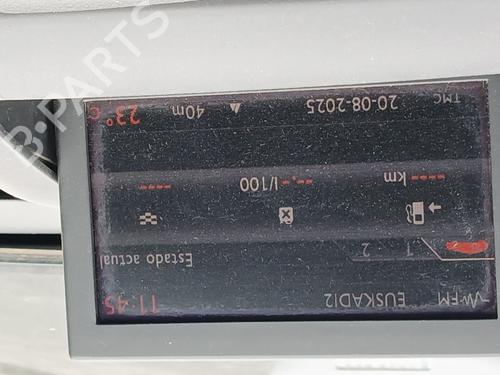 FM EUSKADI2 11:45
1 2 Estado actual
---- km --.- l/100 ----
TMC 20-08-2025 40m 23°C
B-PARTS